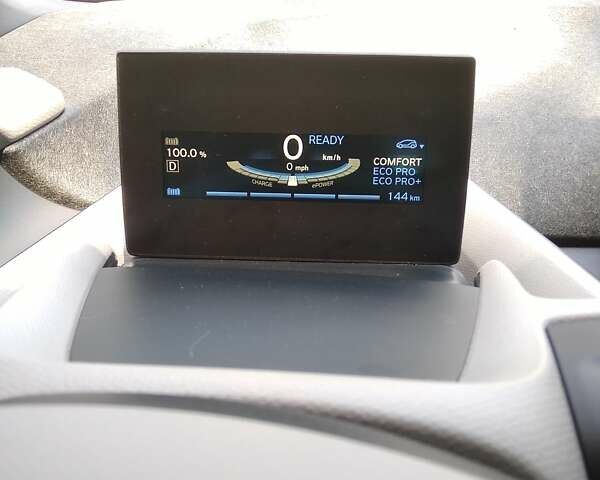 READY
0 km/h
100.0 %
0 mph
COMFORT
D
ECO PRO
CHARGE ePOWER
ECO PRO+
144 km